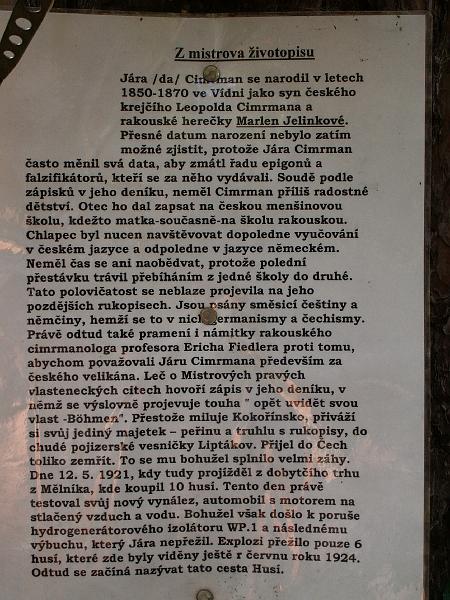 Z mistrova životopisu
Jára /da/ Cimrman se narodil v letech
1850-1870 ve Vídni jako syn českého
krejčího Leopolda Cimrmana a
rakouské herečky Marlen Jelinkové.
Přesné datum narození nebylo zatím
možné zjistit, protože Jára Cimrman
často měnil svá data, aby zmátl řadu epigonů a
falzifikátorů, kteří se za něho vydávali. Soudě podle
zápisků v jeho deníku, neměl Cimrman příliš radostné
dětství. Otec ho dal zapsat na českou menšinovou
školu, kdežto matka-současně-na školu rakouskou.
Chlapec byl nucen navštěvovat dopoledne vyučování
v českém jazyce a odpoledne v jazyce německém.
Neměl čas se ani naobědvat, protože polední
přestávku trávil přebíháním z jedné školy do druhé.
Tato polovičatost se neblaze projevila na jeho
pozdějších rukopisech. Jsou psány směsicí češtiny a
němčiny, hemží se to v nich germanismy a čechismy.
Právě odtud také pramení i námitky rakouského
cimrmanologa profesora Ericha Fiedlera proti tomu,
abychom považovali Járu Cimrmana především za
českého velikána. Leč o Mistrových pravých
vlasteneckých citech hovoří zápis v jeho deníku, v
němž se výslovně projevuje touha " opět uvidět svou
vlast -Böhmen". Přestože miluje Kokořínsko, přiváží
si svůj jediný majetek – peřinu a truhlu s rukopisy, do
chudé pojizerské vesničky Liptákov. Přijel do Čech
toliko zemřít. To se mu bohužel splnilo velmi záhy.
Dne 12. 5. 1921, kdy tudy projížděl z dobytčího trhu
z Mělníka, kde koupil 10 husí. Tento den právě
testoval svůj nový vynález, automobil s motorem na
stlačený vzduch a vodu. Bohužel však došlo k poruše
hydrogenerátorového izolátoru WP.1 a následnému
výbuchu, který Jára nepřežil. Explozi přežilo pouze 6
husí, které zde byly viděny ještě r červnu roku 1924.
Odtud se začíná nazývat tato cesta Husí.